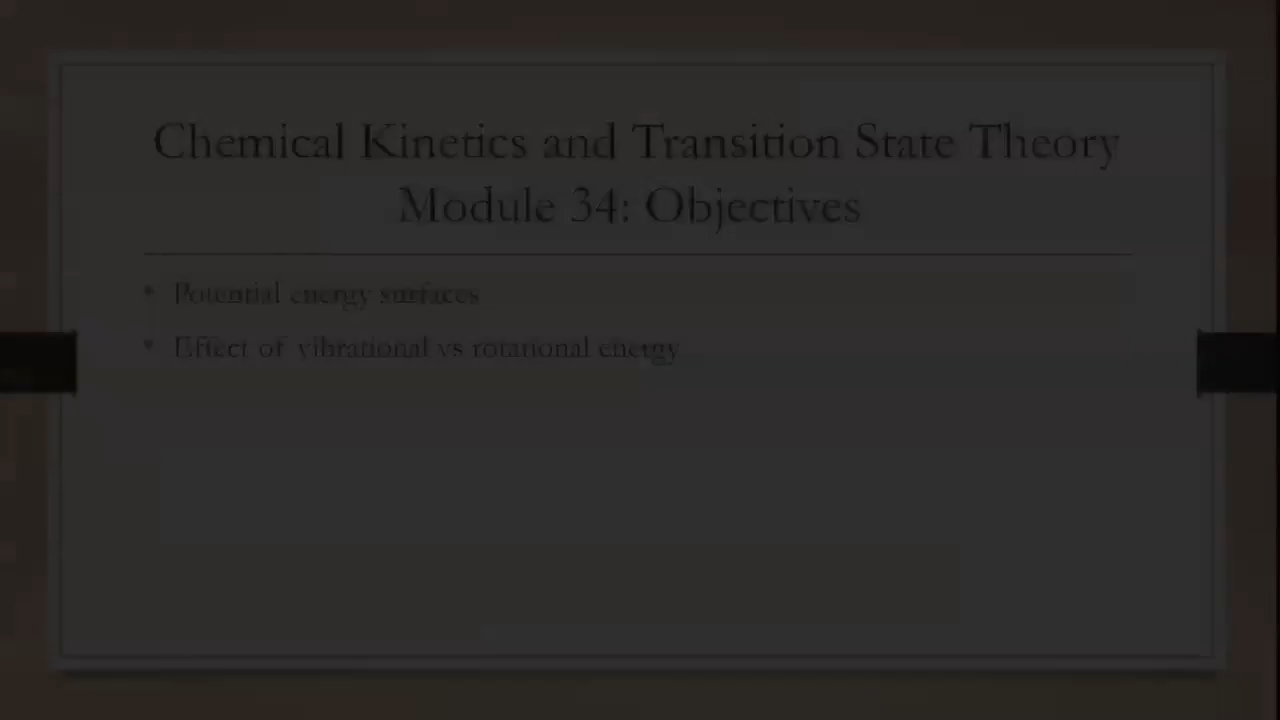 Chemical Kinetics and Transition State Theory
Module 34: Objectives
• Potential energy surfaces
• Effect of vibrational vs rotational energy